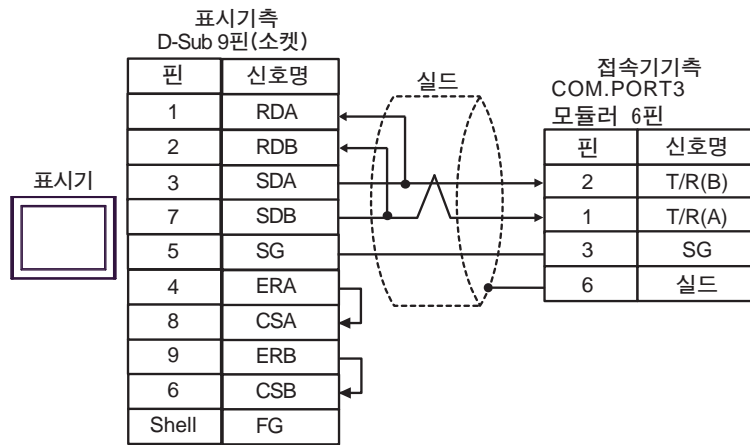 표시기측
D-Sub 9핀(소켓)
핀 신호명
1 RDA
2 RDB
3 SDA
7 SDB
5 SG
4 ERA
8 CSA
9 ERB
6 CSB
Shell FG
표시기
실드
접속기기측
COM.PORT3
모듈러 6핀
핀 신호명
2 T/R(B)
1 T/R(A)
3 SG
6 실드